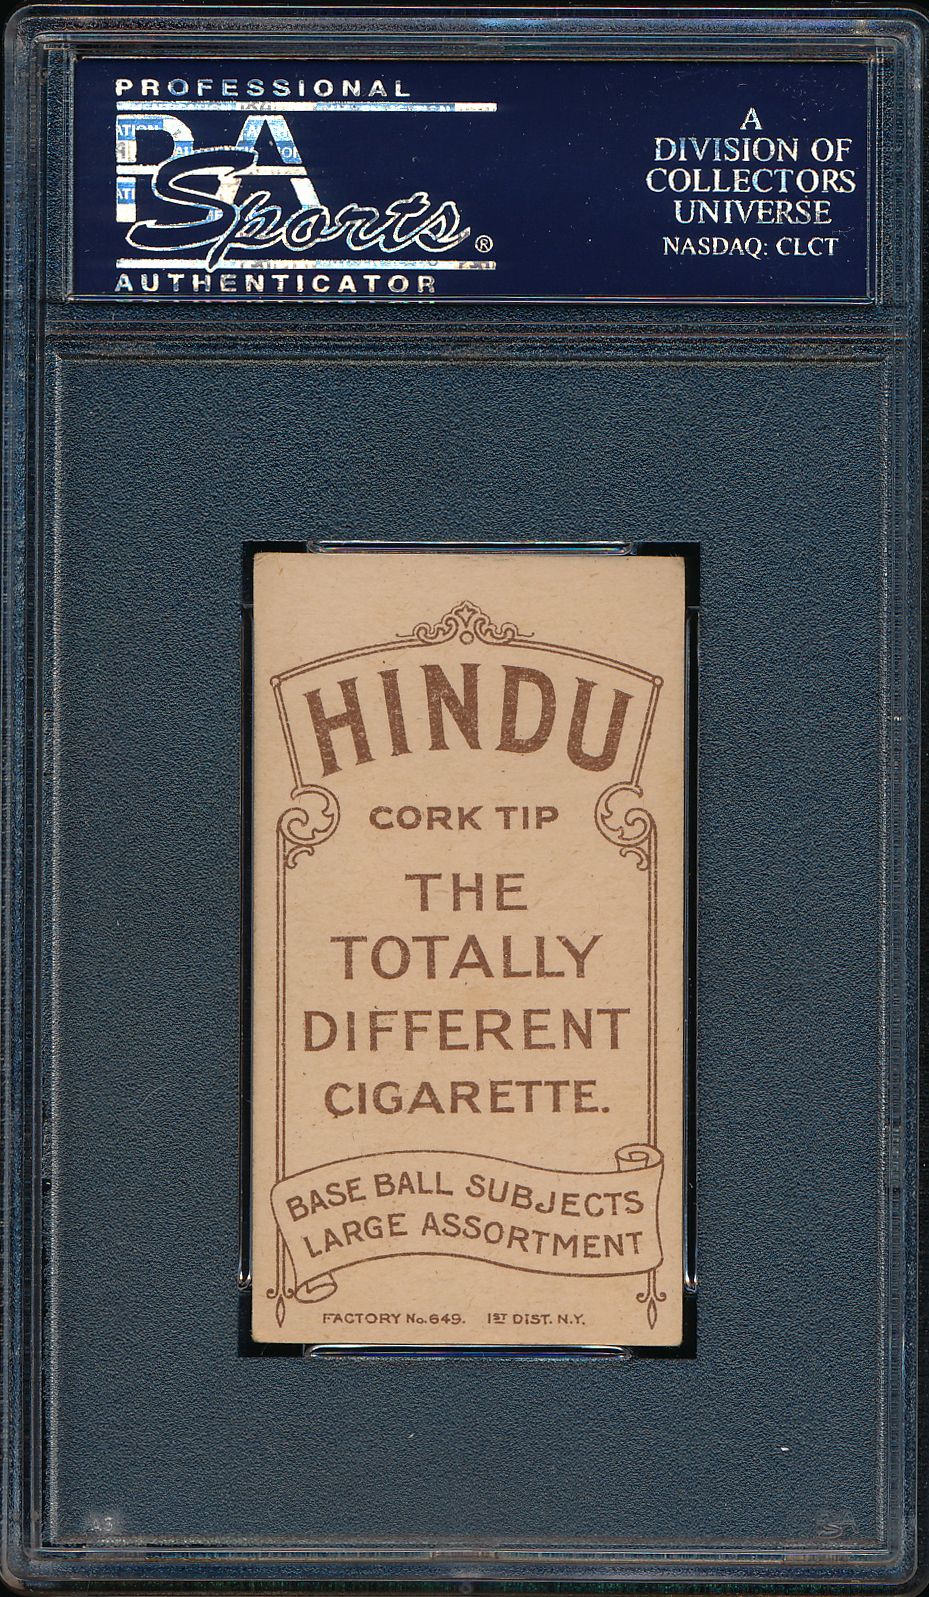 PROFESSIONAL
PSA
Sports®
AUTHENTICATOR
A
DIVISION OF
COLLECTORS
UNIVERSE
NASDAQ: CLCT
HINDU
CORK TIP
THE
TOTALLY
DIFFERENT
CIGARETTE.
BASE BALL SUBJECTS
LARGE ASSORTMENT
FACTORY No. 649. 1ST DIST. N.Y.